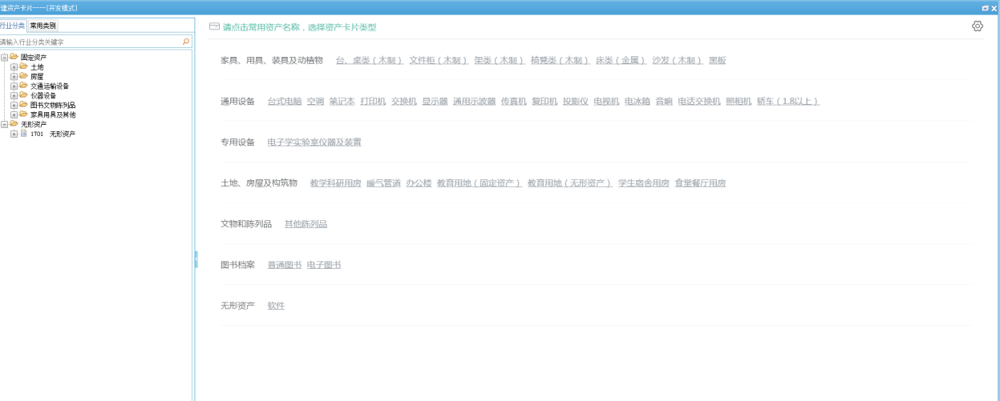 建资产卡片----[开发模式]
行业分类 常用类别
请输入行业分类关键字
固定资产
土地
房屋
交通运输设备
仪器设备
图书文物陈列品
家具用具及其他
无形资产
1701 无形资产
请点击常用资产名称，选择资产卡片类型
家具、用具、装具及动植物 台、桌类（木制） 文件柜（木制） 架类（木制） 椅凳类（木制） 床类（金属） 沙发（木制） 黑板
通用设备 台式电脑 空调 笔记本 打印机 交换机 显示器 通用示波器 传真机 复印机 投影仪 电视机 电冰箱 音响 电话交换机 照相机 轿车（1.8以上）
专用设备 电子学实验室仪器及装置
土地、房屋及构筑物 教学科研用房 暖气管道 办公楼 教育用地（固定资产） 教育用地（无形资产） 学生宿舍用房 食堂餐厅用房
文物和陈列品 其他陈列品
图书档案 普通图书 电子图书
无形资产 软件